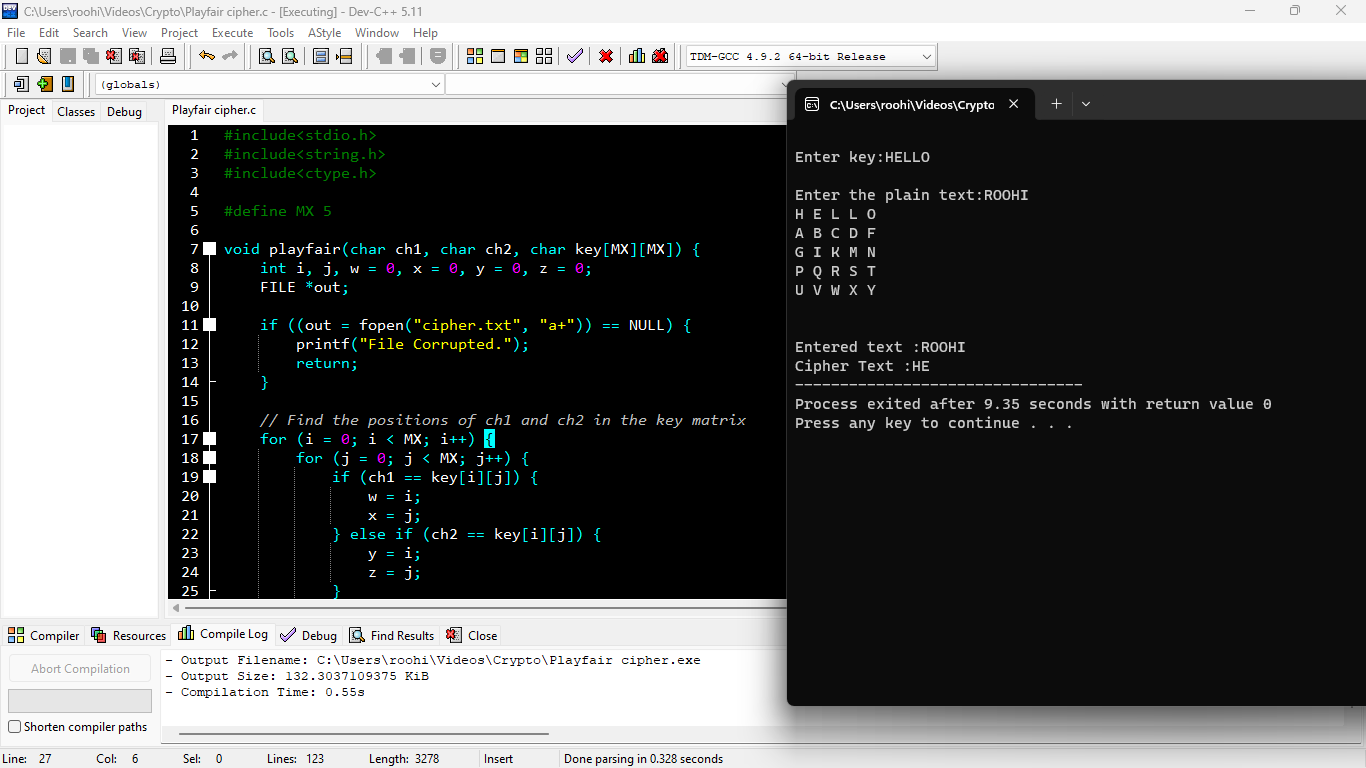 C:\Users\roohi\Videos\Crypto\Playfair cipher.c - [Executing] - Dev-C++ 5.11
File Edit Search View Project Execute Tools AStyle Window Help
TDM-GCC 4.9.2 64-bit Release
(globals)
Project Classes Debug
Playfair cipher.c
1 #include<stdio.h>
2 #include<string.h>
3 #include<ctype.h>
4
5 #define MX 5
6
7 void playfair(char ch1, char ch2, char key[MX][MX]) {
8 int i, j, w = 0, x = 0, y = 0, z = 0;
9 FILE *out;
10
11 if ((out = fopen("cipher.txt", "a+")) == NULL) {
12 printf("File Corrupted.");
13 return;
14 }
15
16 // Find the positions of ch1 and ch2 in the key matrix
17 for (i = 0; i < MX; i++) {
18 for (j = 0; j < MX; j++) {
19 if (ch1 == key[i][j]) {
20 w = i;
21 x = j;
22 } else if (ch2 == key[i][j]) {
23 y = i;
24 z = j;
25 }
C:\Users\roohi\Videos\Crypto
Enter key:HELLO
Enter the plain text:ROOHI
H E L L O
A B C D F
G I K M N
P Q R S T
U V W X Y
Entered text :ROOHI
Cipher Text :HE
--------------------------------
Process exited after 9.35 seconds with return value 0
Press any key to continue . . .
Compiler Resources Compile Log Debug Find Results Close
Abort Compilation
Shorten compiler paths
- Output Filename: C:\Users\roohi\Videos\Crypto\Playfair cipher.exe
- Output Size: 132.3037109375 KiB
- Compilation Time: 0.55s
Line: 27 Col: 6 Sel: 0 Lines: 123 Length: 3278 Insert Done parsing in 0.328 seconds